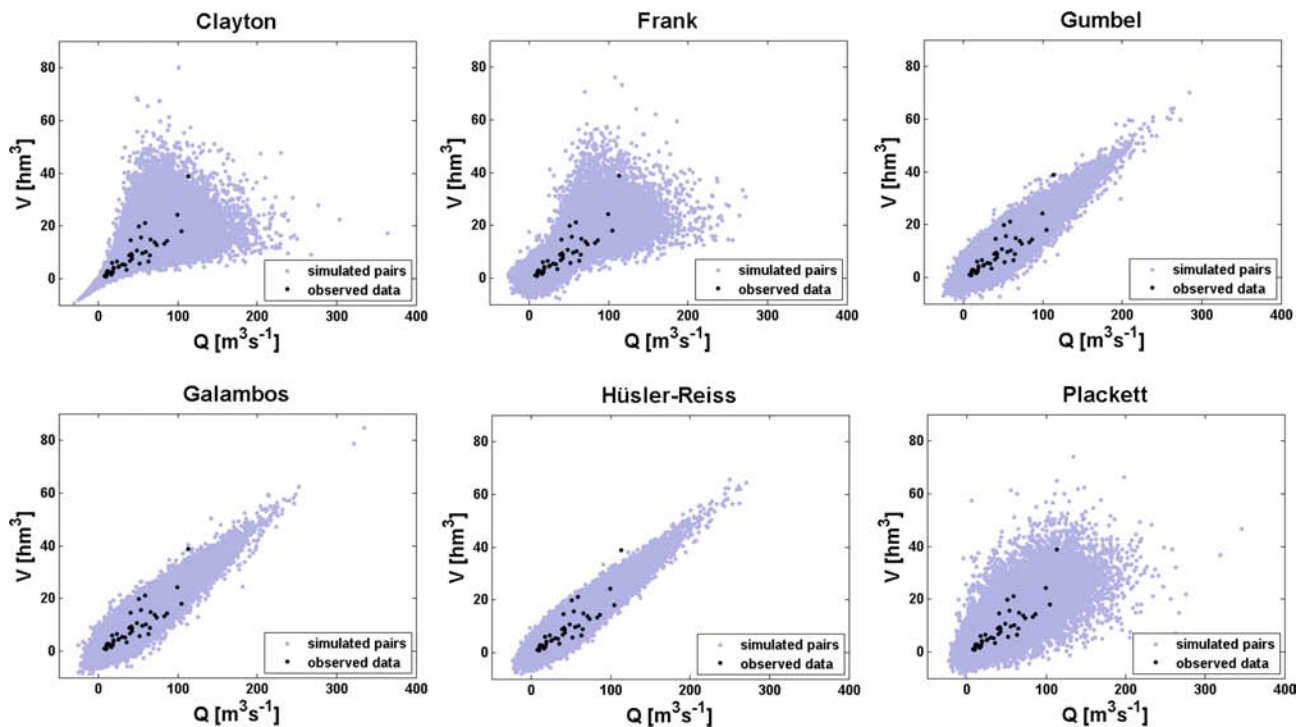 Clayton
Frank
Gumbel
80
60
40
20
0
V [hm³]
0 100 200 300 400
Q [m³s⁻¹]
simulated pairs
observed data
80
60
40
20
0
V [hm³]
0 100 200 300 400
Q [m³s⁻¹]
simulated pairs
observed data
80
60
40
20
0
V [hm³]
0 100 200 300 400
Q [m³s⁻¹]
simulated pairs
observed data
Galambos
Hüsler-Reiss
Plackett
80
60
40
20
0
V [hm³]
0 100 200 300 400
Q [m³s⁻¹]
simulated pairs
observed data
80
60
40
20
0
V [hm³]
0 100 200 300 400
Q [m³s⁻¹]
simulated pairs
observed data
80
60
40
20
0
V [hm³]
0 100 200 300 400
Q [m³s⁻¹]
simulated pairs
observed data